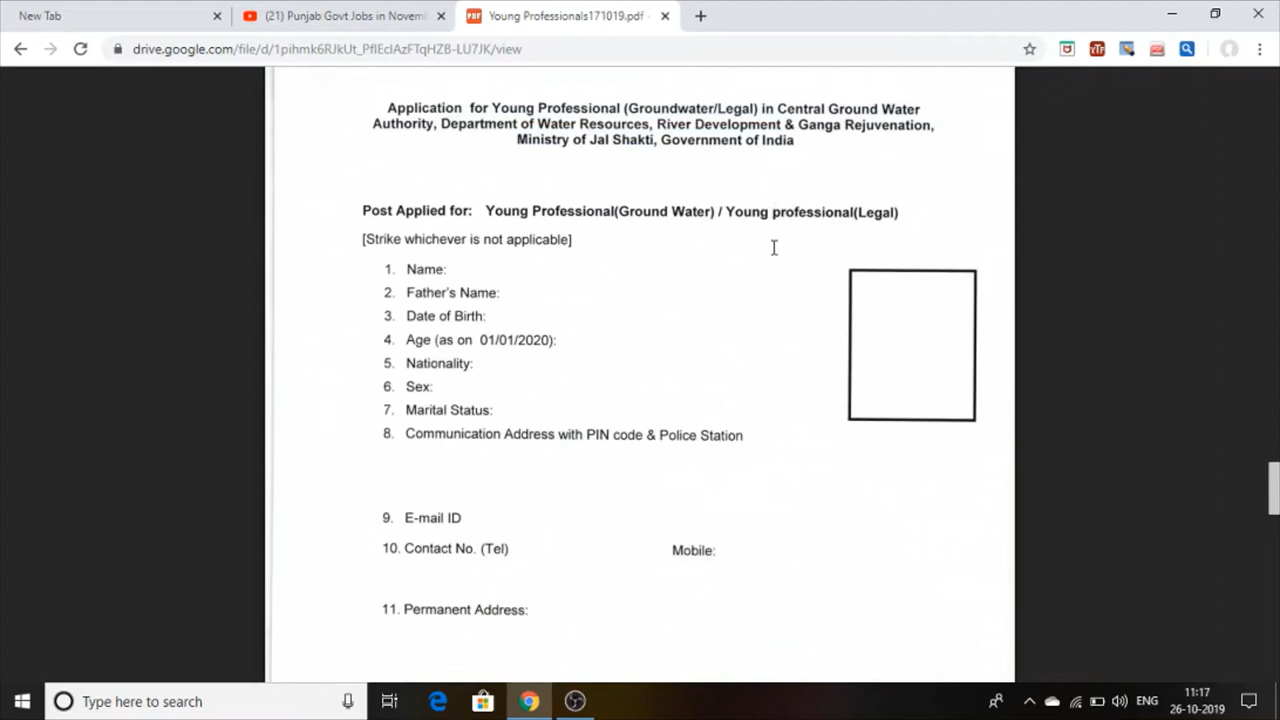 New Tab
(21) Punjab Govt Jobs in Novemb
Young Professionals171019.pdf -
drive.google.com/file/d/1pihmk6RJkUt_PflEclAzFTqHZB-LU7JK/view
Application for Young Professional (Groundwater/Legal) in Central Ground Water
Authority, Department of Water Resources, River Development & Ganga Rejuvenation,
Ministry of Jal Shakti, Government of India
Post Applied for: Young Professional(Ground Water) / Young professional(Legal)
[Strike whichever is not applicable]
1. Name:
2. Father's Name:
3. Date of Birth:
4. Age (as on 01/01/2020):
5. Nationality:
6. Sex:
7. Marital Status:
8. Communication Address with PIN code & Police Station
9. E-mail ID
10. Contact No. (Tel) Mobile:
11. Permanent Address:
Type here to search
ENG
11:17
26-10-2019